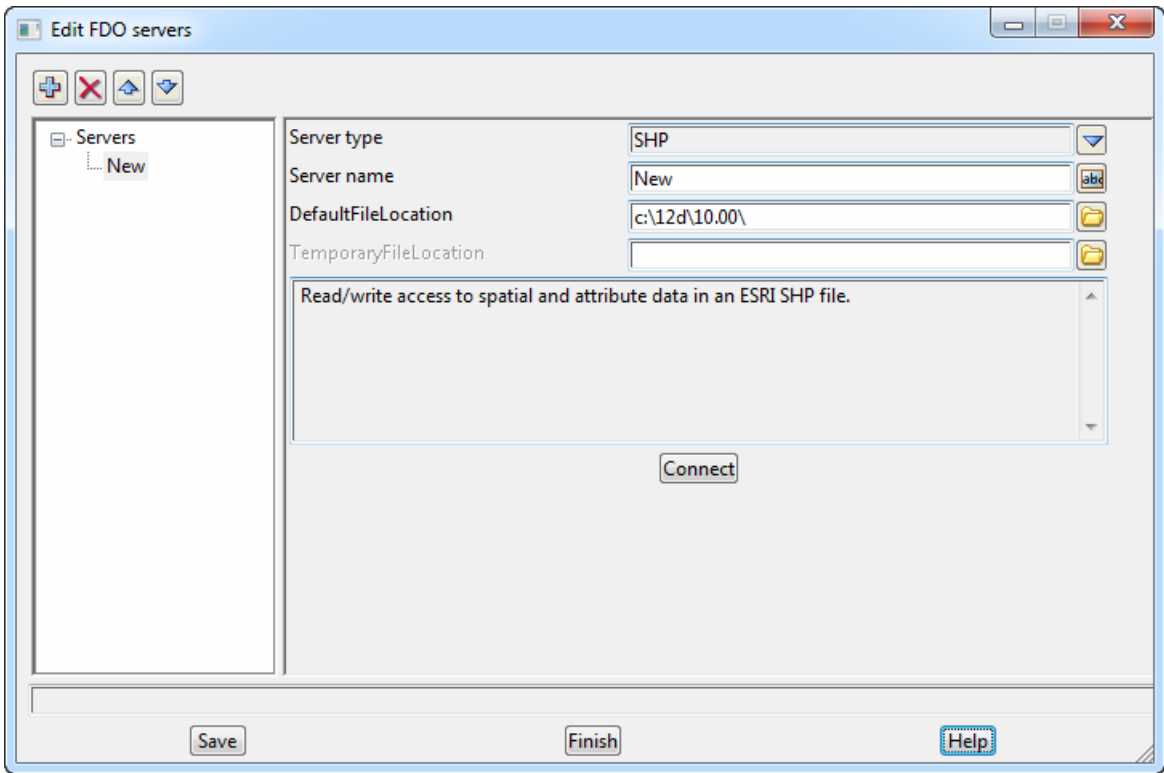 Edit FDO servers
Servers
New
Server type
SHP
Server name
New
abc
DefaultFileLocation
c:\12d\10.00\
TemporaryFileLocation
Read/write access to spatial and attribute data in an ESRI SHP file.
Connect
Save
Finish
Help